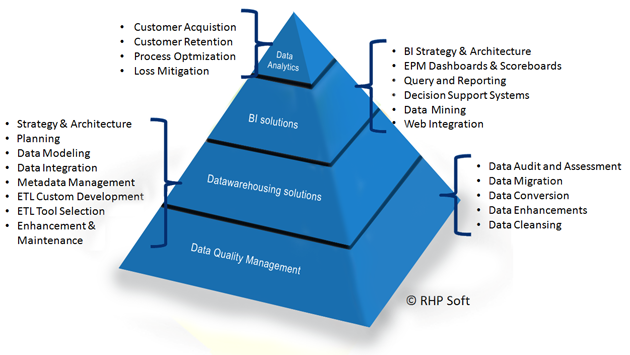 • Customer Acquistion
• Customer Retention
• Process Optmization
• Loss Mitigation
Data
Analytics
• BI Strategy & Architecture
• EPM Dashboards & Scoreboards
• Query and Reporting
• Decision Support Systems
• Data Mining
• Web Integration
BI solutions
• Strategy & Architecture
• Planning
• Data Modeling
• Data Integration
• Metadata Management
• ETL Custom Development
• ETL Tool Selection
• Enhancement &
Maintenance
Datawarehousing solutions
• Data Audit and Assessment
• Data Migration
• Data Conversion
• Data Enhancements
• Data Cleansing
Data Quality Management
© RHP Soft